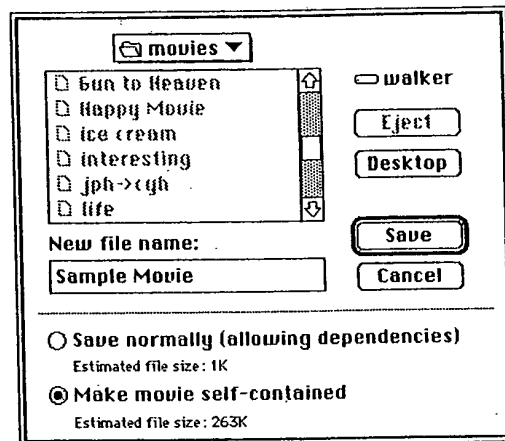 movies
Gun to Heaven
Happy Movie
ice cream
interesting
jph->cyh
life
walker
Eject
Desktop
New file name:
Sample Movie
Save
Cancel
Save normally (allowing dependencies)
Estimated file size: 1K
Make movie self-contained
Estimated file size: 263K